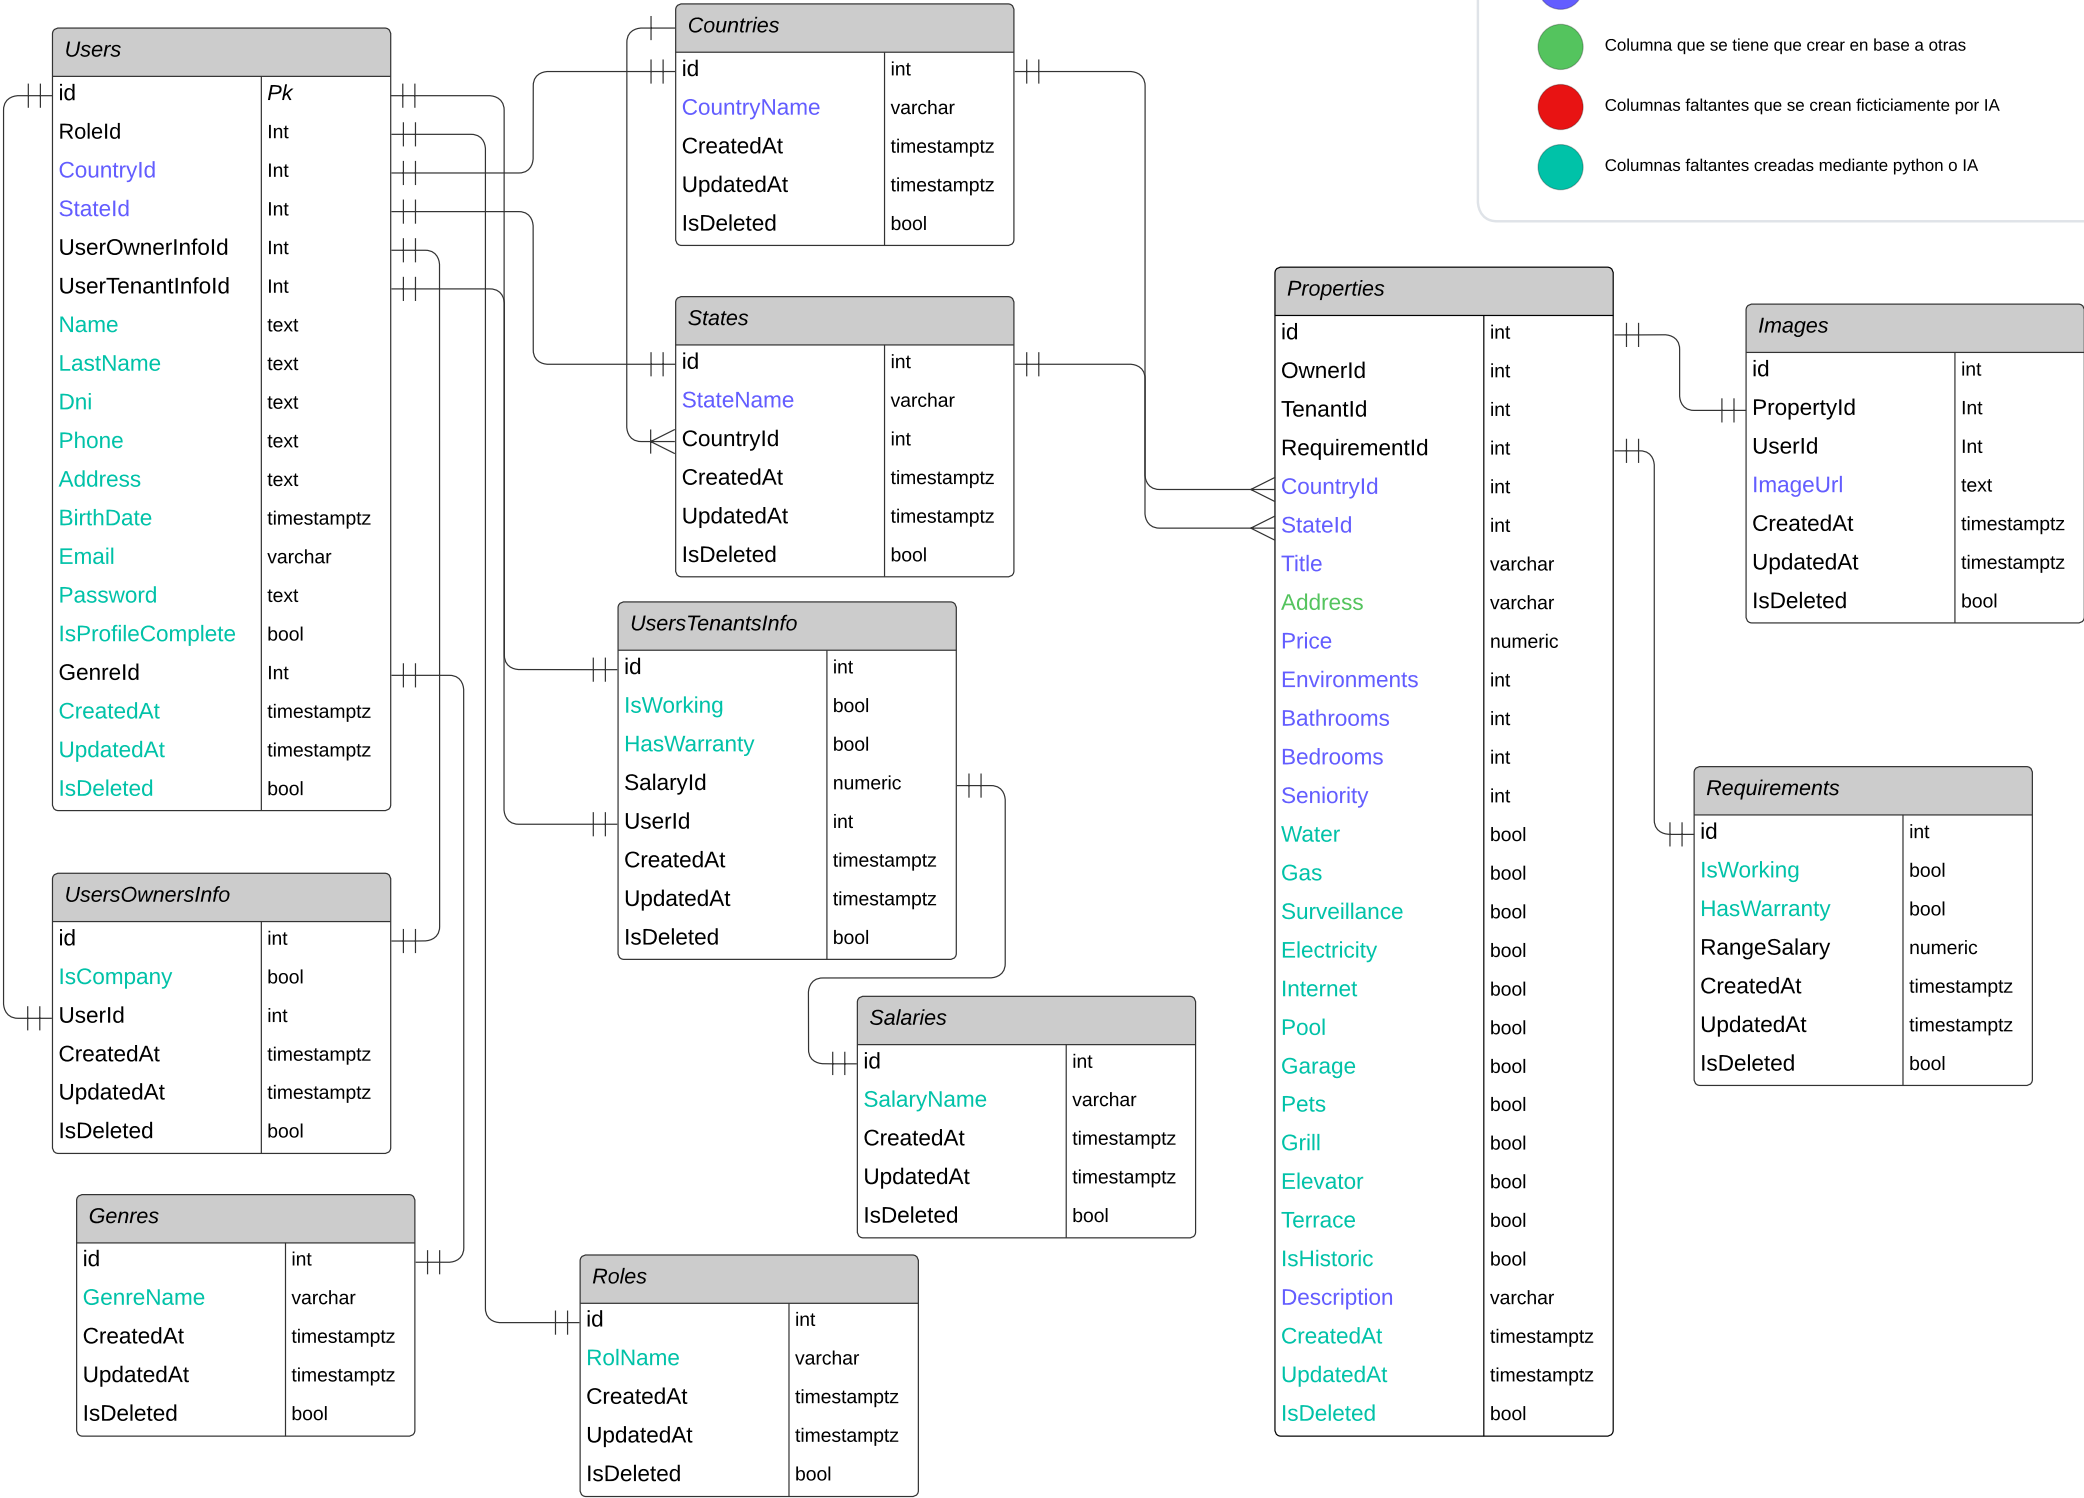 Columna que se tiene que crear en base a otras
Columnas faltantes que se crean ficticiamente por IA
Columnas faltantes creadas mediante python o IA
Users
id Pk
RoleId Int
CountryId Int
StateId Int
UserOwnerInfoId Int
UserTenantInfoId Int
Name text
LastName text
Dni text
Phone text
Address text
BirthDate timestamptz
Email varchar
Password text
IsProfileComplete bool
GenreId Int
CreatedAt timestamptz
UpdatedAt timestamptz
IsDeleted bool
UsersOwnersInfo
id int
IsCompany bool
UserId int
CreatedAt timestamptz
UpdatedAt timestamptz
IsDeleted bool
Genres
id int
GenreName varchar
CreatedAt timestamptz
UpdatedAt timestamptz
IsDeleted bool
Countries
id int
CountryName varchar
CreatedAt timestamptz
UpdatedAt timestamptz
IsDeleted bool
States
id int
StateName varchar
CountryId int
CreatedAt timestamptz
UpdatedAt timestamptz
IsDeleted bool
UsersTenantsInfo
id int
IsWorking bool
HasWarranty bool
SalaryId numeric
UserId int
CreatedAt timestamptz
UpdatedAt timestamptz
IsDeleted bool
Salaries
id int
SalaryName varchar
CreatedAt timestamptz
UpdatedAt timestamptz
IsDeleted bool
Roles
id int
RolName varchar
CreatedAt timestamptz
UpdatedAt timestamptz
IsDeleted bool
Properties
id int
OwnerId int
TenantId int
RequirementId int
CountryId int
StateId int
Title varchar
Address varchar
Price numeric
Environments int
Bathrooms int
Bedrooms int
Seniority int
Water bool
Gas bool
Surveillance bool
Electricity bool
Internet bool
Pool bool
Garage bool
Pets bool
Grill bool
Elevator bool
Terrace bool
IsHistoric bool
Description varchar
CreatedAt timestamptz
UpdatedAt timestamptz
IsDeleted bool
Images
id int
PropertyId Int
UserId Int
ImageUrl text
CreatedAt timestamptz
UpdatedAt timestamptz
IsDeleted bool
Requirements
id int
IsWorking bool
HasWarranty bool
RangeSalary numeric
CreatedAt timestamptz
UpdatedAt timestamptz
IsDeleted bool